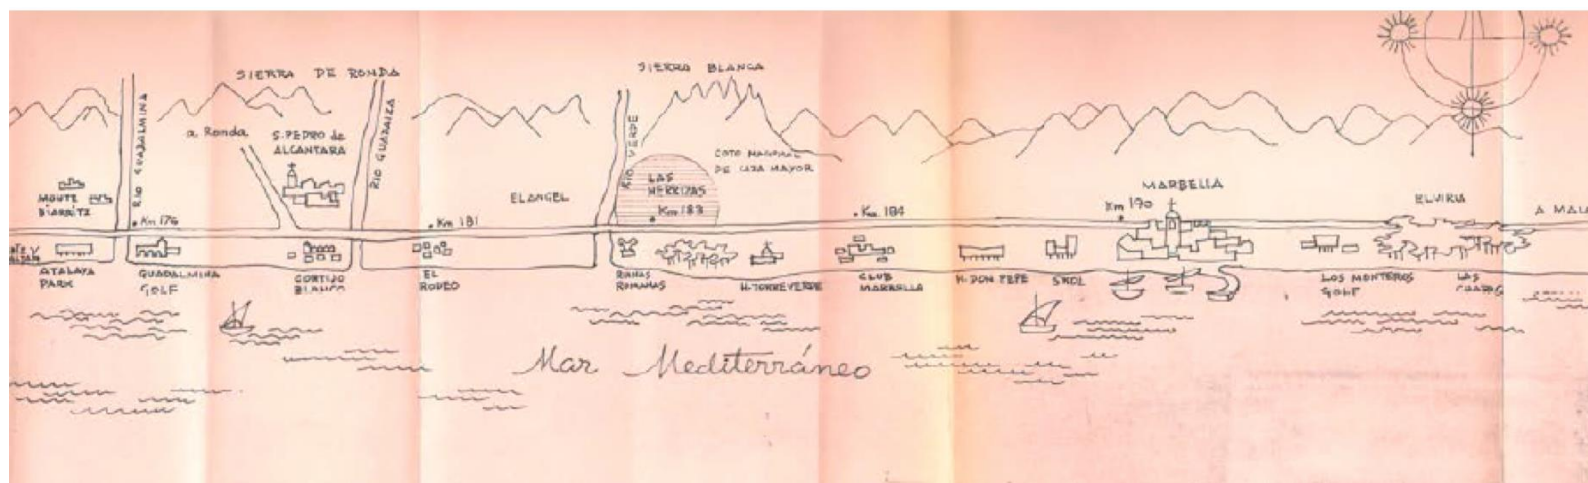 SIERRA DE RONDA
SIERRA BLANCA
RIO GUADALMINA
a Ronda
S. PEDRO de
ALCANTARA
RIO GUADAIZA
RIO VERDE
COTO NACIONAL
DE CAZA MAYOR
LAS
HERRIZAS
MONTE
BIARRITZ
Km 176
Km 181
EL ANGEL
Km 183
Km 184
MARBELLA
Km 190
ELVIRIA
A MALA
ATALAYA
PARK
GUADALMINA
GOLF
CORTIJO
BLANCO
EL
RODEO
RUINAS
ROMANAS
H. TORREVERDE
CLUB
MARBELLA
H. DON PEPE
SKOL
LOS MONTEROS
GOLF
LAS
CHAPAS
Mar Mediterráneo